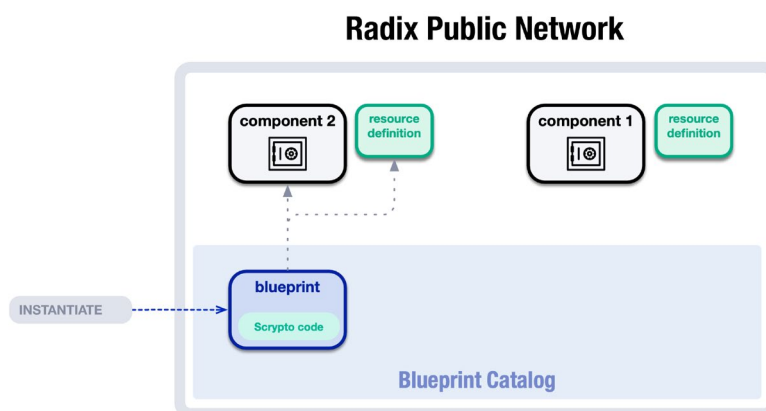 Radix Public Network
component 2
resource
definition
component 1
resource
definition
blueprint
Scrypto code
INSTANTIATE
Blueprint Catalog